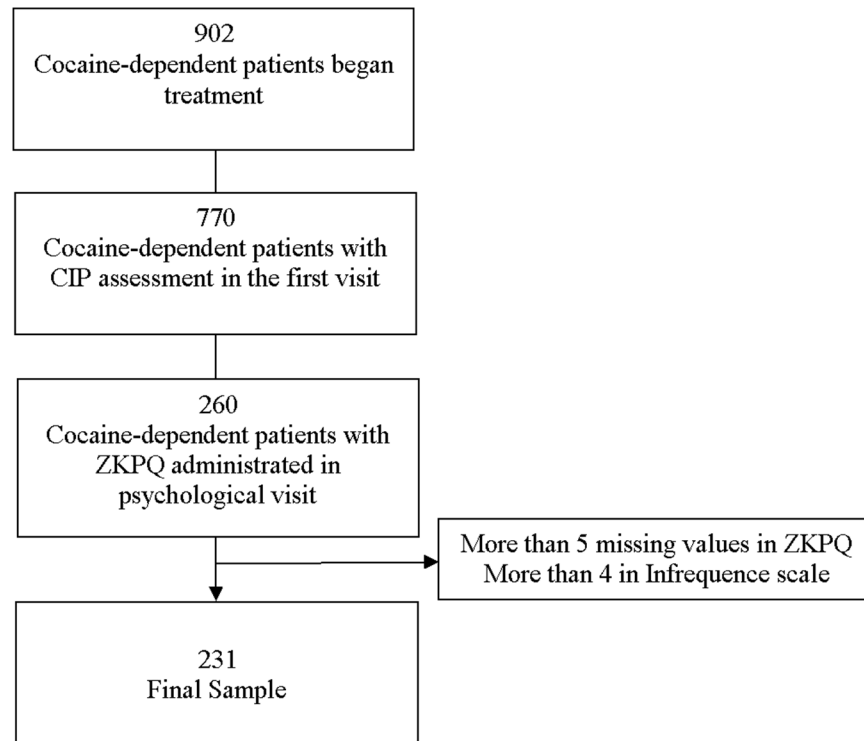 902
Cocaine-dependent patients began
treatment
770
Cocaine-dependent patients with
CIP assessment in the first visit
260
Cocaine-dependent patients with
ZKPQ administrated in
psychological visit
More than 5 missing values in ZKPQ
More than 4 in Infrequence scale
231
Final Sample